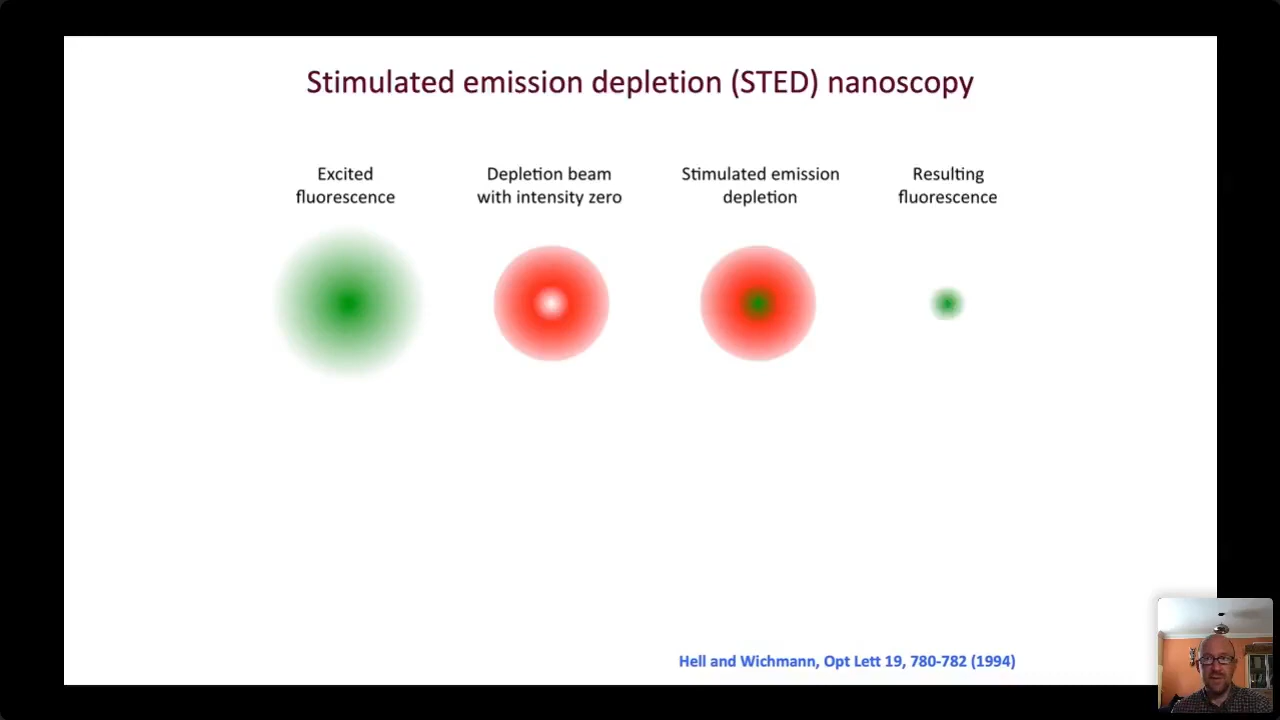 Stimulated emission depletion (STED) nanoscopy
Excited
fluorescence
Depletion beam
with intensity zero
Stimulated emission
depletion
Resulting
fluorescence
Hell and Wichmann, Opt Lett 19, 780-782 (1994)